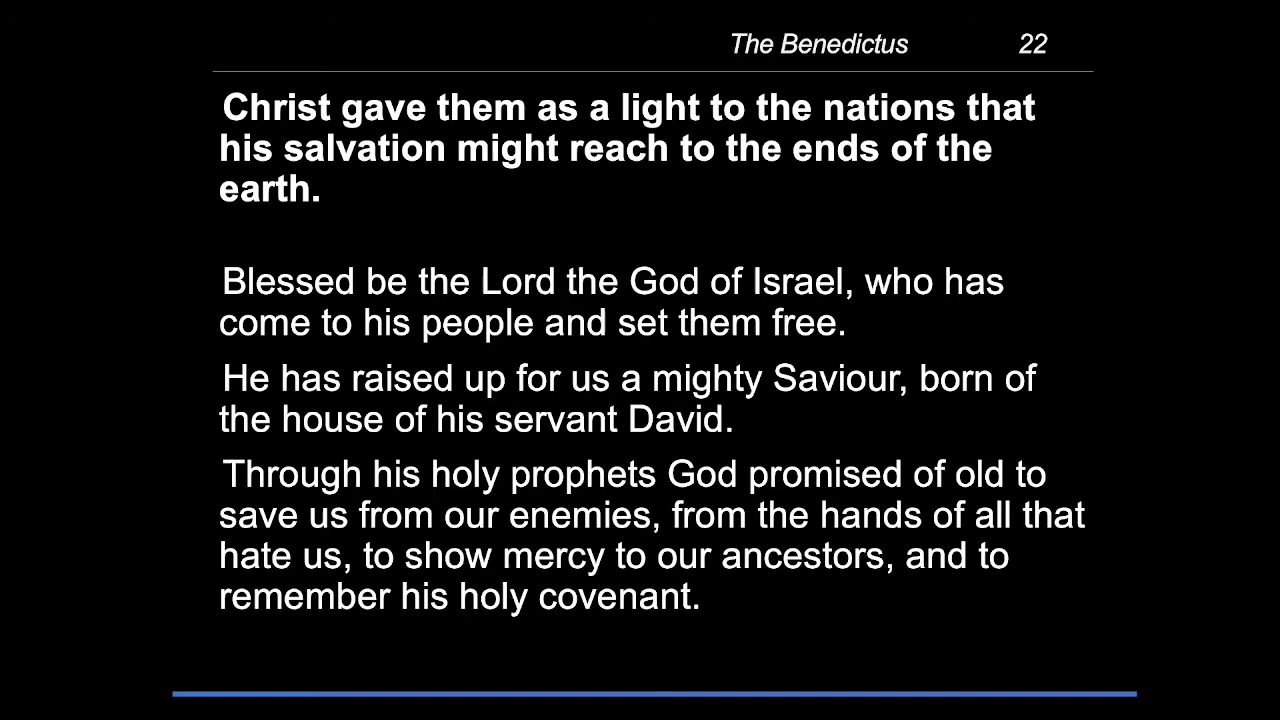 The Benedictus 22
Christ gave them as a light to the nations that
his salvation might reach to the ends of the
earth.
Blessed be the Lord the God of Israel, who has
come to his people and set them free.
He has raised up for us a mighty Saviour, born of
the house of his servant David.
Through his holy prophets God promised of old to
save us from our enemies, from the hands of all that
hate us, to show mercy to our ancestors, and to
remember his holy covenant.